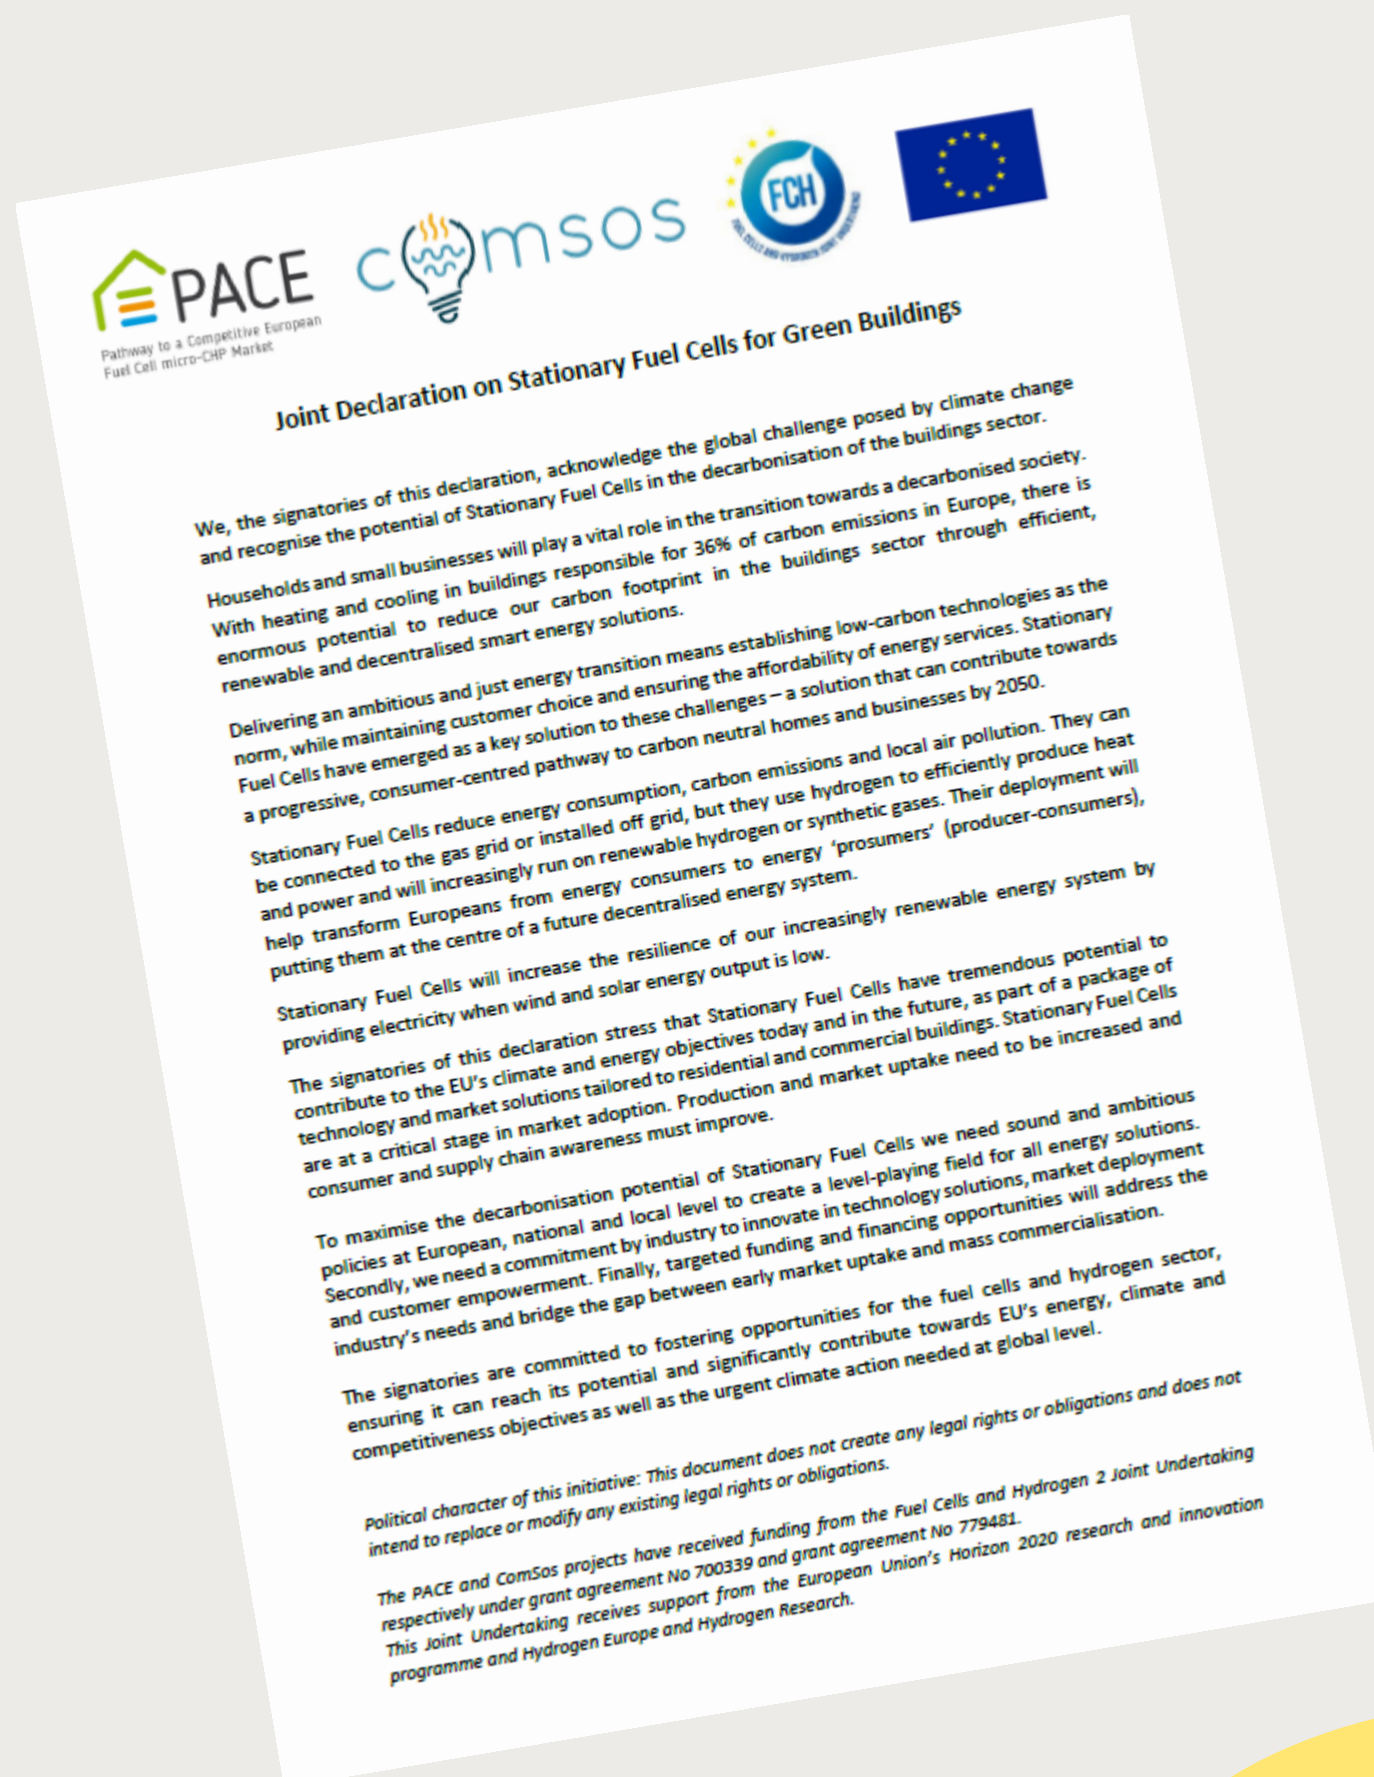 PACE
Pathway to a Competitive European
Fuel Cell micro-CHP Market
comsos
FCH
FUEL CELLS AND HYDROGEN JOINT UNDERTAKING
Joint Declaration on Stationary Fuel Cells for Green Buildings
We, the signatories of this declaration, acknowledge the global challenge posed by climate change
and recognise the potential of Stationary Fuel Cells in the decarbonisation of the buildings sector.
Households and small businesses will play a vital role in the transition towards a decarbonised society.
With heating and cooling in buildings responsible for 36% of carbon emissions in Europe, there is
enormous potential to reduce our carbon footprint in the buildings sector through efficient,
renewable and decentralised smart energy solutions.
Delivering an ambitious and just energy transition means establishing low-carbon technologies as the
norm, while maintaining customer choice and ensuring the affordability of energy services. Stationary
Fuel Cells have emerged as a key solution to these challenges – a solution that can contribute towards
a progressive, consumer-centred pathway to carbon neutral homes and businesses by 2050.
Stationary Fuel Cells reduce energy consumption, carbon emissions and local air pollution. They can
be connected to the gas grid or installed off grid, but they use hydrogen to efficiently produce heat
and power and will increasingly run on renewable hydrogen or synthetic gases. Their deployment will
help transform Europeans from energy consumers to energy ‘prosumers’ (producer-consumers),
putting them at the centre of a future decentralised energy system.
Stationary Fuel Cells will increase the resilience of our increasingly renewable energy system by
providing electricity when wind and solar energy output is low.
The signatories of this declaration stress that Stationary Fuel Cells have tremendous potential to
contribute to the EU’s climate and energy objectives today and in the future, as part of a package of
technology and market solutions tailored to residential and commercial buildings. Stationary Fuel Cells
are at a critical stage in market adoption. Production and market uptake need to be increased and
consumer and supply chain awareness must improve.
To maximise the decarbonisation potential of Stationary Fuel Cells we need sound and ambitious
policies at European, national and local level to create a level-playing field for all energy solutions.
Secondly, we need a commitment by industry to innovate in technology solutions, market deployment
and customer empowerment. Finally, targeted funding and financing opportunities will address the
industry’s needs and bridge the gap between early market uptake and mass commercialisation.
The signatories are committed to fostering opportunities for the fuel cells and hydrogen sector,
ensuring it can reach its potential and significantly contribute towards EU’s energy, climate and
competitiveness objectives as well as the urgent climate action needed at global level.
Political character of this initiative: This document does not create any legal rights or obligations and does not
intend to replace or modify any existing legal rights or obligations.
The PACE and ComSos projects have received funding from the Fuel Cells and Hydrogen 2 Joint Undertaking
respectively under grant agreement No 700339 and grant agreement No 779481.
This Joint Undertaking receives support from the European Union’s Horizon 2020 research and innovation
programme and Hydrogen Europe and Hydrogen Research.